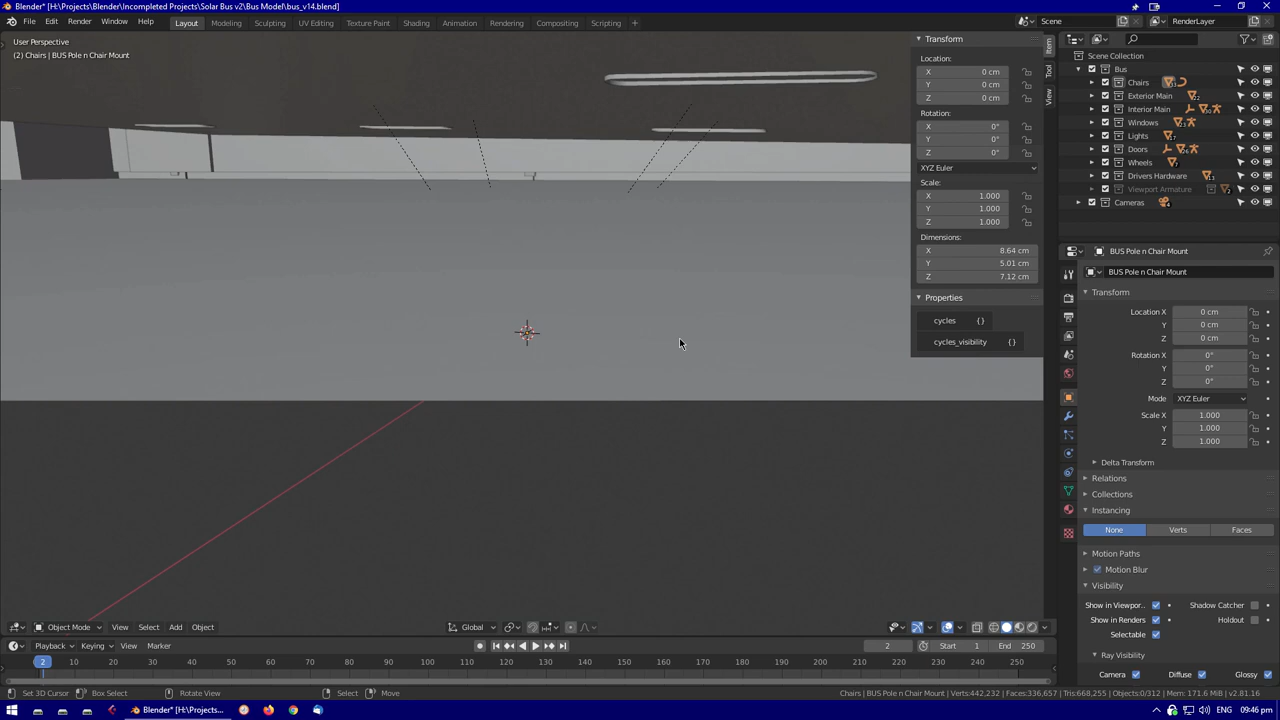 Blender* [H:\Projects\Blender\Incompleted Projects\Solar Bus v2\Bus Model\bus_v14.blend]
File Edit Render Window Help Layout Modeling Sculpting UV Editing Texture Paint Shading Animation Rendering Compositing Scripting Scene RenderLayer
User Perspective
(2) Chairs | BUS Pole n Chair Mount
Transform
Location:
X 0 cm
Y 0 cm
Z 0 cm
Rotation:
X 0°
Y 0°
Z 0°
XYZ Euler
Scale:
X 1.000
Y 1.000
Z 1.000
Dimensions:
X 8.64 cm
Y 5.01 cm
Z 7.12 cm
Properties
cycles {}
cycles_visibility {}
Item
Tool
View
Scene Collection
Bus
Chairs
Exterior Main
Interior Main
Windows
Lights
Doors
Wheels
Drivers Hardware
Viewport Armature
Cameras
BUS Pole n Chair Mount
BUS Pole n Chair Mount
Transform
Location X 0 cm
Y 0 cm
Z 0 cm
Rotation X 0°
Y 0°
Z 0°
Mode XYZ Euler
Scale X 1.000
Y 1.000
Z 1.000
Delta Transform
Relations
Collections
Instancing
None Verts Faces
Motion Paths
Motion Blur
Visibility
Show in Viewpor.. Shadow Catcher
Show in Renders Holdout
Selectable
Ray Visibility
Camera Diffuse Glossy
Object Mode View Select Add Object Global
Playback Keying View Marker 2 Start 1 End 250
2 10 20 30 40 50 60 70 80 90 100 110 120 130 140 150 160 170 180 190 200 210 220 230 240 250
Set 3D Cursor Box Select Rotate View Select Move Chairs | BUS Pole n Chair Mount | Verts:442,232 | Faces:336,657 | Tris:668,255 | Objects:0/312 | Mem: 171.6 MiB | v2.81.16
Blender* [H:\Projects... ENG 09:46 pm